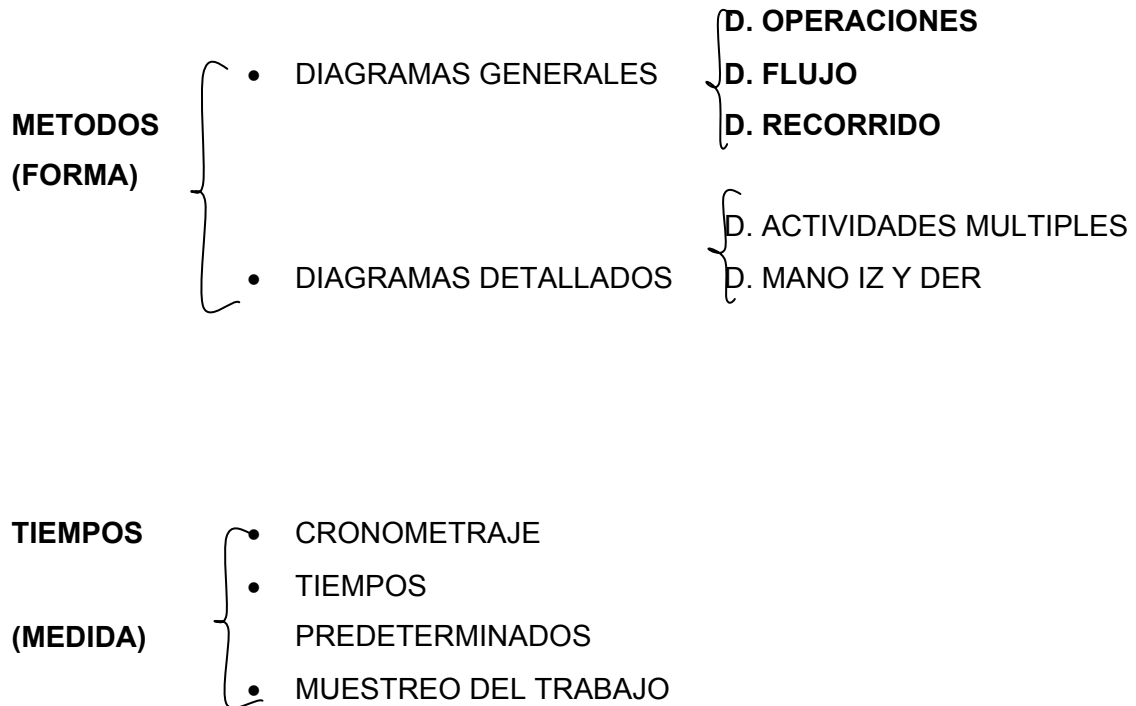 D. OPERACIONES
• DIAGRAMAS GENERALES D. FLUJO
METODOS D. RECORRIDO
(FORMA)
D. ACTIVIDADES MULTIPLES
• DIAGRAMAS DETALLADOS D. MANO IZ Y DER
TIEMPOS • CRONOMETRAJE
• TIEMPOS
(MEDIDA) PREDETERMINADOS
• MUESTREO DEL TRABAJO